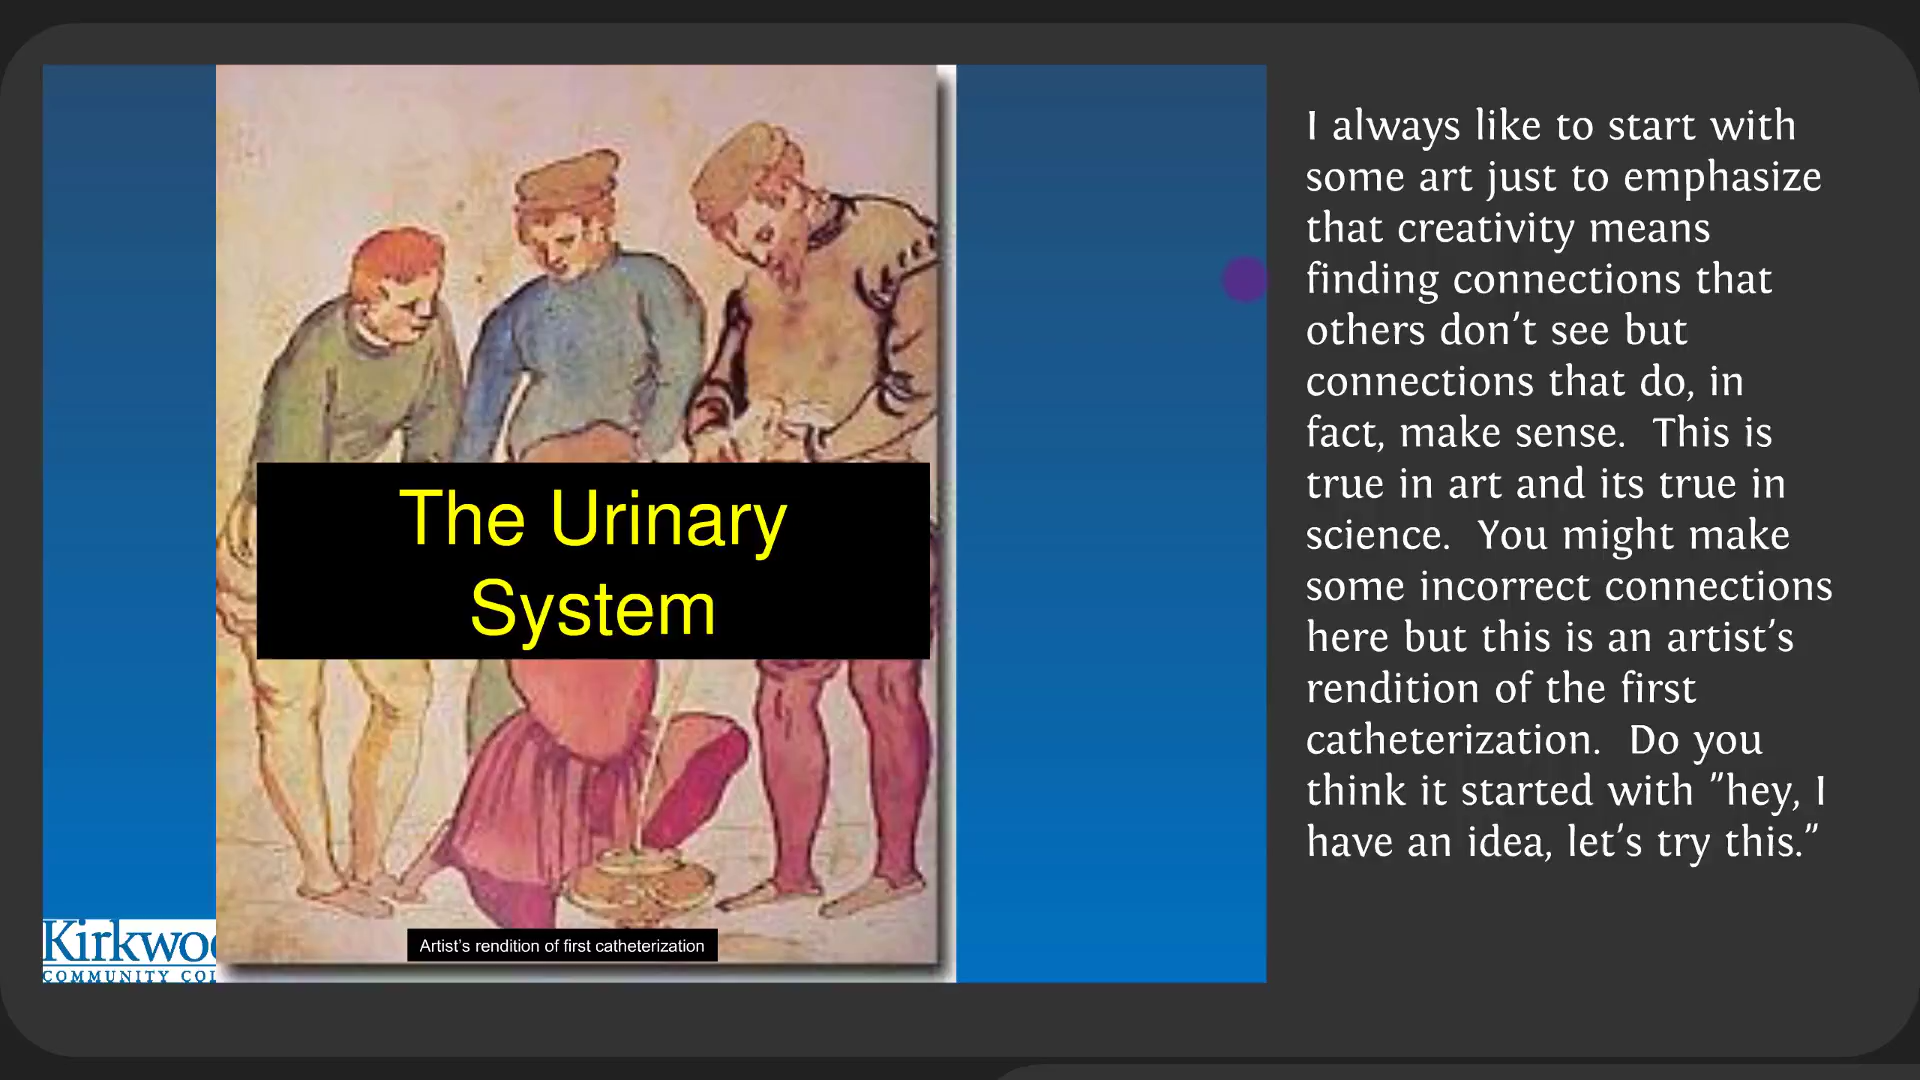 The Urinary
System
Artist's rendition of first catheterization
COMMUNITY
I always like to start with
some art just to emphasize
that creativity means
finding connections that
others don't see but
connections that do, in
fact, make sense.  This is
true in art and its true in
science.  You might make
some incorrect connections
here but this is an artist's
rendition of the first
catheterization.  Do you
think it started with "hey, I
have an idea, let's try this."